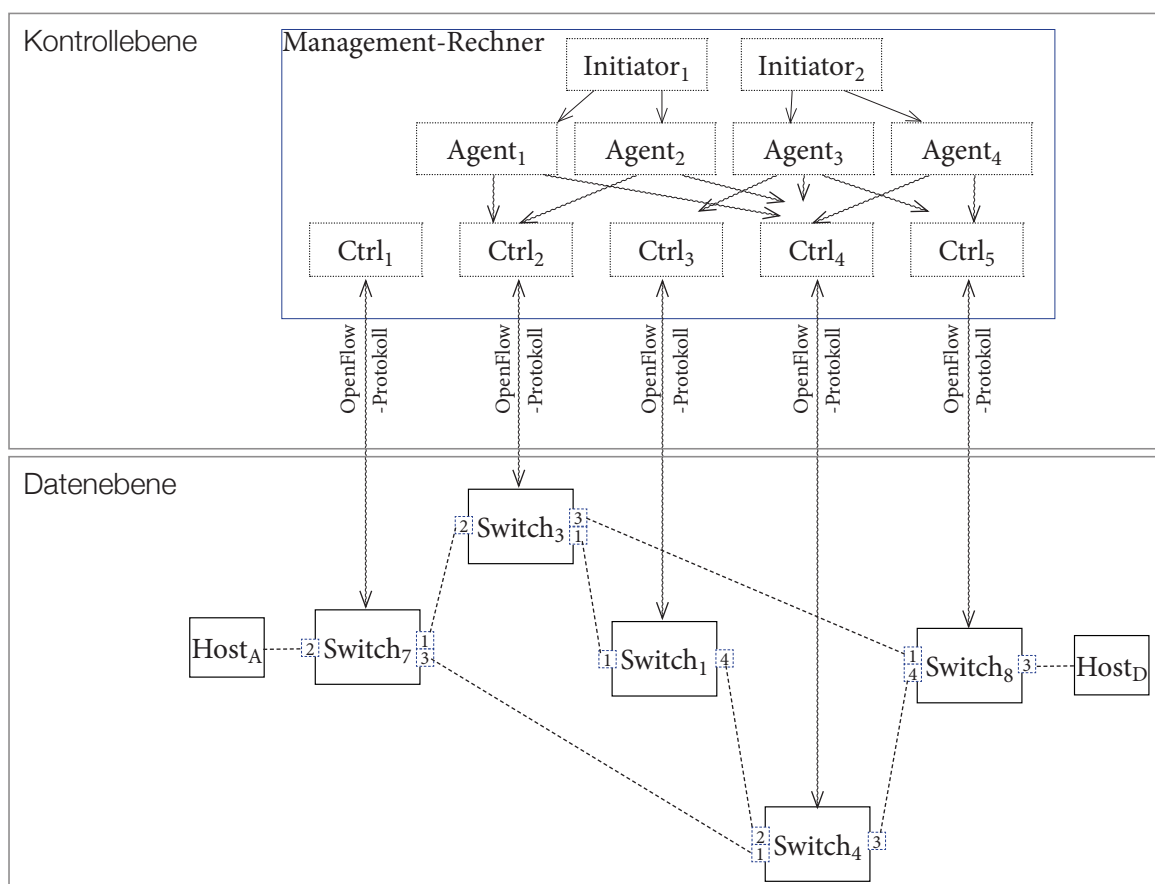 Kontrollebene
Management-Rechner
Initiator1 Initiator2
Agent1 Agent2 Agent3 Agent4
Ctrl1 Ctrl2 Ctrl3 Ctrl4 Ctrl5
OpenFlow
-Protokoll
OpenFlow
-Protokoll
OpenFlow
-Protokoll
OpenFlow
-Protokoll
OpenFlow
-Protokoll
Datenebene
2 Switch3 3
1
HostA 2 Switch7 1
3
1 Switch1 4
1
4 Switch8 3 HostD
2
1 Switch4 3